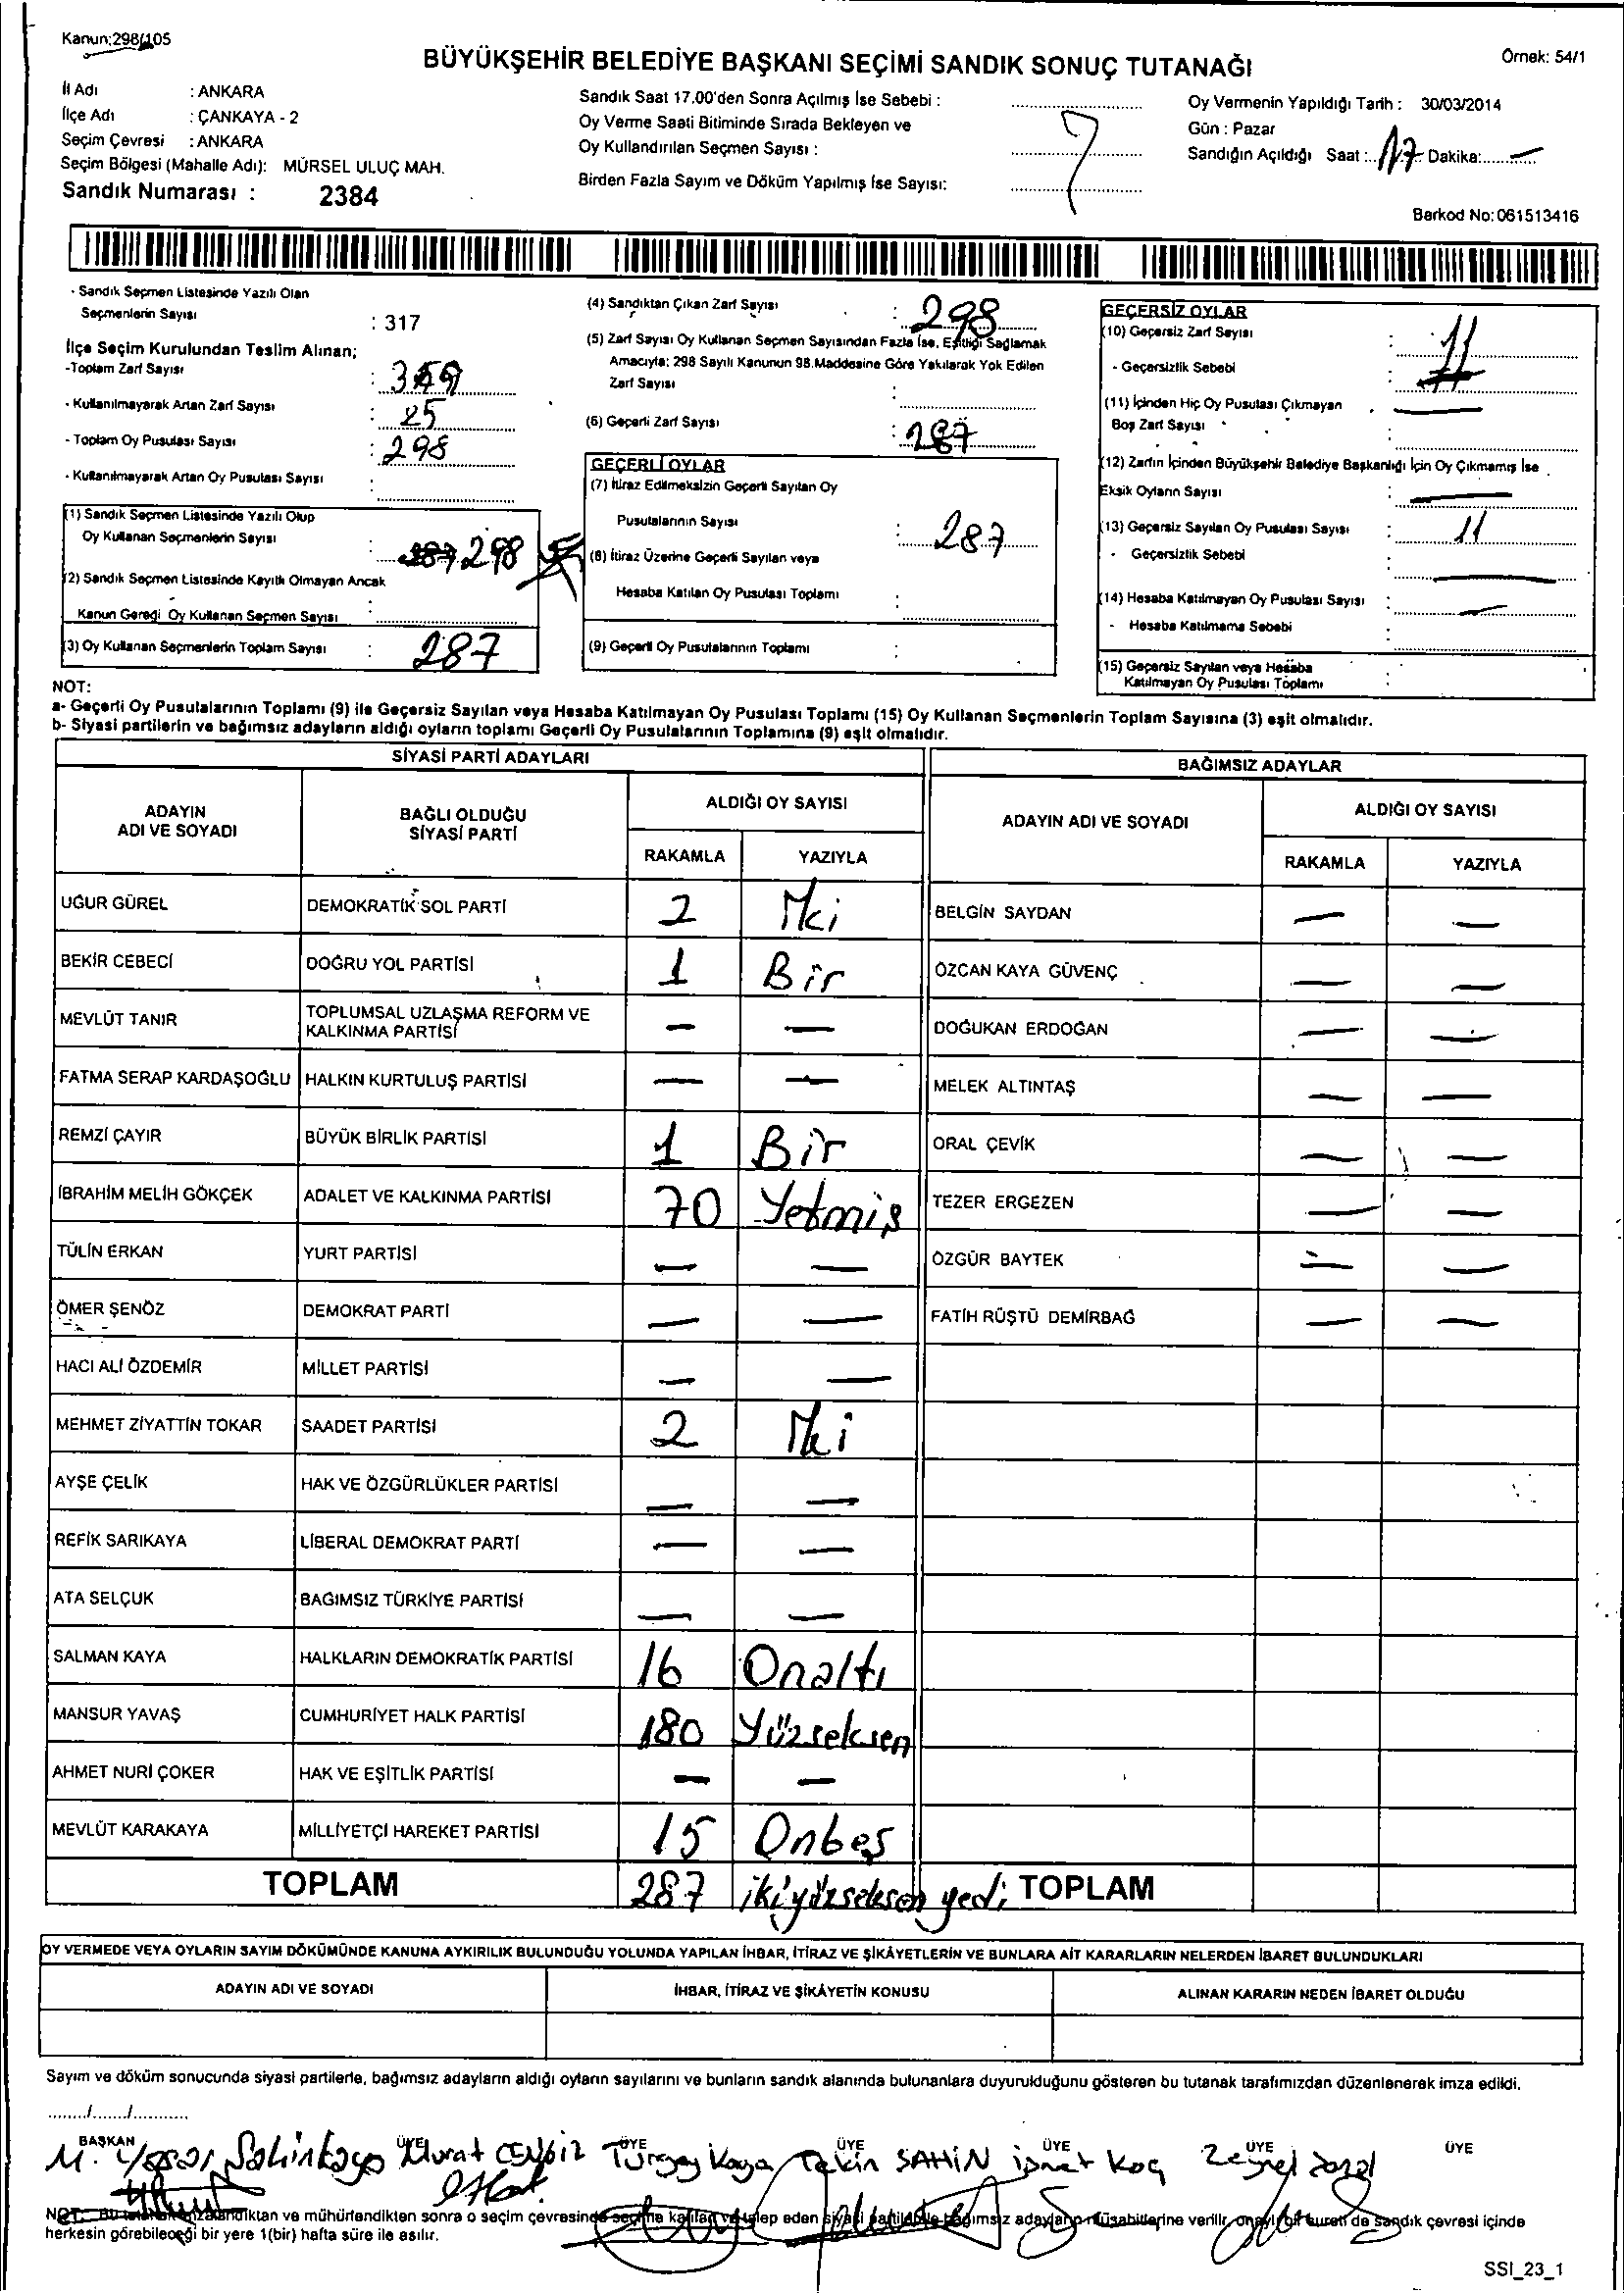 Kanun:298/105
BÜYÜKŞEHİR BELEDİYE BAŞKANI SEÇİMİ SANDIK SONUÇ TUTANAĞI
Örnek: 54/1
İl Adı : ANKARA
İlçe Adı : ÇANKAYA - 2
Seçim Çevresi : ANKARA
Seçim Bölgesi (Mahalle Adı): MÜRSEL ULUÇ MAH.
Sandık Numarası : 2384
Sandık Saat 17.00'den Sonra Açılmış İse Sebebi :
Oy Verme Saati Bitiminde Sırada Bekleyen ve
Oy Kullandırılan Seçmen Sayısı :
Birden Fazla Sayım ve Döküm Yapılmış İse Sayısı:
Oy Vermenin Yapıldığı Tarih : 30/03/2014
Gün : Pazar
Sandığın Açıldığı Saat : 17 Dakika: —
Barkod No: 061513416
- Sandık Seçmen Listesinde Yazılı Olan
Seçmenlerin Sayısı : 317
İlçe Seçim Kurulundan Teslim Alınan;
-Toplam Zarf Sayısı :
- Kullanılmayarak Artan Zarf Sayısı : 25
- Toplam Oy Pusulası Sayısı : 298
- Kullanılmayarak Artan Oy Pusulası Sayısı :
(1) Sandık Seçmen Listesinde Yazılı Olup
Oy Kullanan Seçmenlerin Sayısı : 287 298
(2) Sandık Seçmen Listesinde Kayıtlı Olmayan Ancak
Kanun Gereği Oy Kullanan Seçmen Sayısı :
(3) Oy Kullanan Seçmenlerin Toplam Sayısı : 287
(4) Sandıktan Çıkan Zarf Sayısı : 298
(5) Zarf Sayısı Oy Kullanan Seçmen Sayısından Fazla İse, Eşitliği Sağlamak
Amacıyla; 298 Sayılı Kanunun 98.Maddesine Göre Yakılarak Yok Edilen
Zarf Sayısı :
(6) Geçerli Zarf Sayısı : 287
GEÇERLİ OYLAR
(7) İtiraz Edilmeksizin Geçerli Sayılan Oy
Pusulalarının Sayısı : 287
(8) İtiraz Üzerine Geçerli Sayılan veya
Hesaba Katılan Oy Pusulası Toplamı :
(9) Geçerli Oy Pusulalarının Toplamı :
GEÇERSİZ OYLAR
(10) Geçersiz Zarf Sayısı : 11
- Geçersizlik Sebebi :
(11) İçinden Hiç Oy Pusulası Çıkmayan
Boş Zarf Sayısı : —
(12) Zarfın İçinden Büyükşehir Belediye Başkanlığı İçin Oy Çıkmamış İse
Eksik Oyların Sayısı : —
(13) Geçersiz Sayılan Oy Pusulası Sayısı : 11
- Geçersizlik Sebebi : —
(14) Hesaba Katılmayan Oy Pusulası Sayısı : —
- Hesaba Katılmama Sebebi :
(15) Geçersiz Sayılan veya Hesaba
Katılmayan Oy Pusulası Toplamı :
NOT:
a- Geçerli Oy Pusulalarının Toplamı (9) ile Geçersiz Sayılan veya Hesaba Katılmayan Oy Pusulası Toplamı (15) Oy Kullanan Seçmenlerin Toplam Sayısına (3) eşit olmalıdır.
b- Siyasi partilerin ve bağımsız adayların aldığı oyların toplamı Geçerli Oy Pusulalarının Toplamına (9) eşit olmalıdır.
SİYASİ PARTİ ADAYLARI
ADAYIN ADI VE SOYADI
BAĞLI OLDUĞU SİYASİ PARTİ
ALDIĞI OY SAYISI
RAKAMLA YAZIYLA
UĞUR GÜREL DEMOKRATİK SOL PARTİ 2 İki
BEKİR CEBECİ DOĞRU YOL PARTİSİ 1 Bir
MEVLÜT TANIR TOPLUMSAL UZLAŞMA REFORM VE KALKINMA PARTİSİ — —
FATMA SERAP KARDAŞOĞLU HALKIN KURTULUŞ PARTİSİ — —
REMZİ ÇAYIR BÜYÜK BİRLİK PARTİSİ 1 Bir
İBRAHİM MELİH GÖKÇEK ADALET VE KALKINMA PARTİSİ 70 Yetmiş
TÜLİN ERKAN YURT PARTİSİ — —
ÖMER ŞENÖZ DEMOKRAT PARTİ — —
HACI ALİ ÖZDEMİR MİLLET PARTİSİ — —
MEHMET ZİYATTİN TOKAR SAADET PARTİSİ 2 İki
AYŞE ÇELİK HAK VE ÖZGÜRLÜKLER PARTİSİ — —
REFİK SARIKAYA LİBERAL DEMOKRAT PARTİ — —
ATA SELÇUK BAĞIMSIZ TÜRKİYE PARTİSİ — —
SALMAN KAYA HALKLARIN DEMOKRATİK PARTİSİ 16 Onaltı
MANSUR YAVAŞ CUMHURİYET HALK PARTİSİ 180 Yüzseksen
AHMET NURİ ÇOKER HAK VE EŞİTLİK PARTİSİ — —
MEVLÜT KARAKAYA MİLLİYETÇİ HAREKET PARTİSİ 15 Onbeş
TOPLAM 287 ikiyüzseksen yedi
BAĞIMSIZ ADAYLAR
ADAYIN ADI VE SOYADI
ALDIĞI OY SAYISI
RAKAMLA YAZIYLA
BELGİN SAYDAN — —
ÖZCAN KAYA GÜVENÇ — —
DOĞUKAN ERDOĞAN — —
MELEK ALTINTAŞ — —
ORAL ÇEVİK — —
TEZER ERGEZEN — —
ÖZGÜR BAYTEK — —
FATİH RÜŞTÜ DEMİRBAĞ — —
TOPLAM
OY VERMEDE VEYA OYLARIN SAYIM DÖKÜMÜNDE KANUNA AYKIRILIK BULUNDUĞU YOLUNDA YAPILAN İHBAR, İTİRAZ VE ŞİKÂYETLERİN VE BUNLARA AİT KARARLARIN NELERDEN İBARET BULUNDUKLARI
ADAYIN ADI VE SOYADI İHBAR, İTİRAZ VE ŞİKÂYETİN KONUSU ALINAN KARARIN NEDEN İBARET OLDUĞU
Sayım ve döküm sonucunda siyasi partilerle, bağımsız adayların aldığı oyların sayılarını ve bunların sandık alanında bulunanlara duyurulduğunu gösteren bu tutanak tarafımızdan düzenlenerek imza edildi.
......../......./...........
BAŞKAN ÜYE ÜYE ÜYE ÜYE ÜYE ÜYE
M. Yaşar Şahinkaya Murat CENGİZ Turgay Kaya Tekin ŞAHİN ismet Koç Zeynel
NOT: Bu tutanak imzalandıktan ve mühürlendikten sonra o seçim çevresinde seçime katılan ve talep eden siyasi partilerle bağımsız adayların müsahitlerine verilir, onaylı bir sureti de sandık çevresi içinde
herkesin görebileceği bir yere 1(bir) hafta süre ile asılır.
SSI_23_1